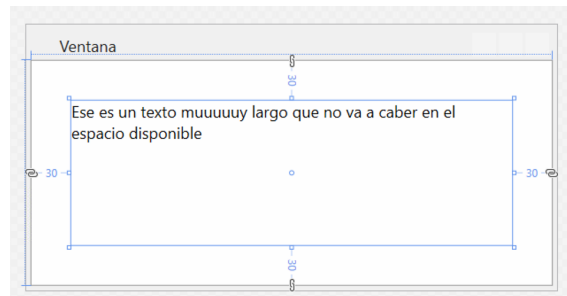 Ventana
30
Ese es un texto muuuuuy largo que no va a caber en el
espacio disponible
30
30
30